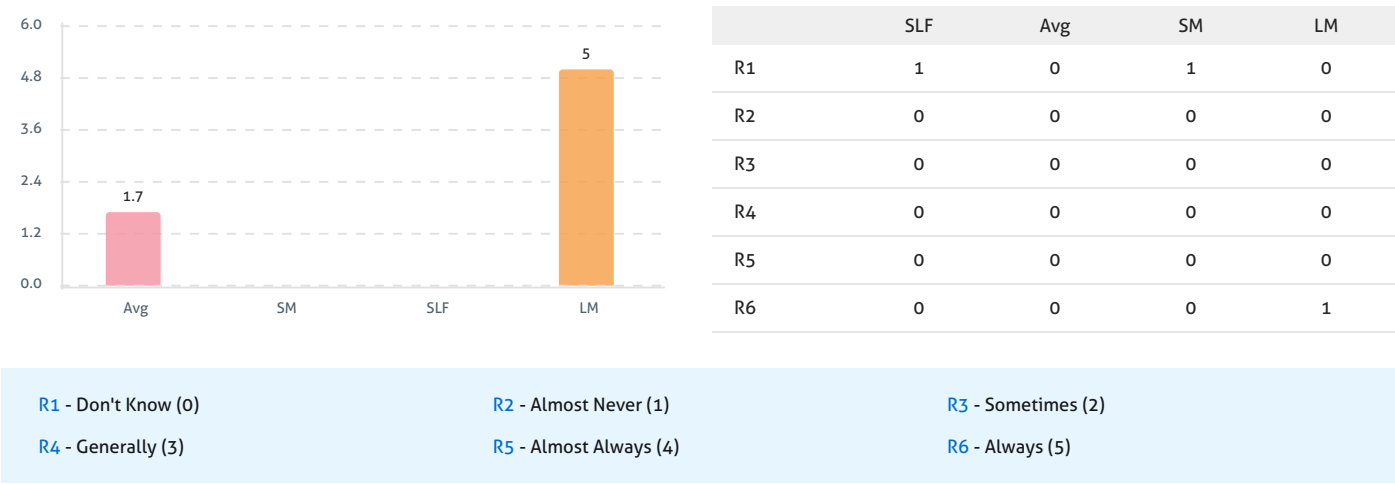 6.0
4.8
3.6
2.4
1.2
0.0
1.7
5
Avg SM SLF LM
SLF Avg SM LM
R1 1 0 1 0
R2 0 0 0 0
R3 0 0 0 0
R4 0 0 0 0
R5 0 0 0 0
R6 0 0 0 1
R1 - Don't Know (0) R2 - Almost Never (1) R3 - Sometimes (2)
R4 - Generally (3) R5 - Almost Always (4) R6 - Always (5)